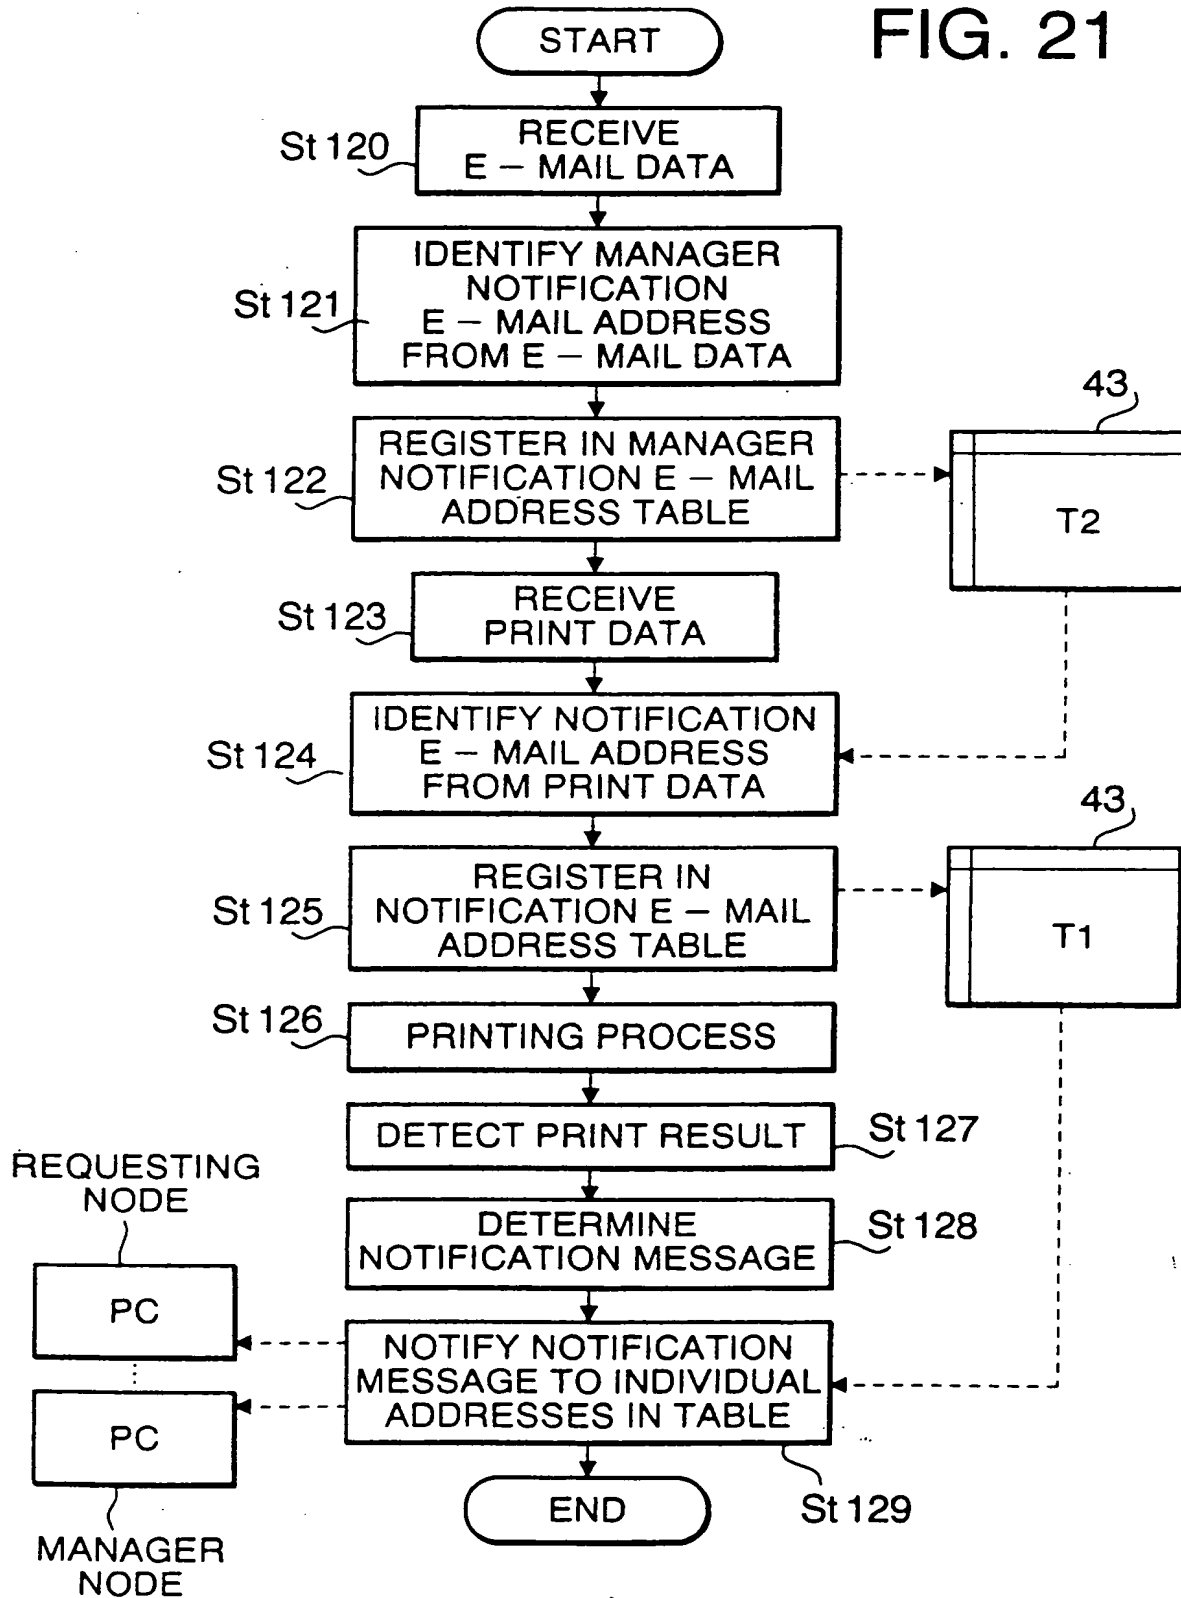 FIG. 21
START
St 120
RECEIVE
E – MAIL DATA
St 121
IDENTIFY MANAGER
NOTIFICATION
E – MAIL ADDRESS
FROM E – MAIL DATA
St 122
REGISTER IN MANAGER
NOTIFICATION E – MAIL
ADDRESS TABLE
43
T2
St 123
RECEIVE
PRINT DATA
St 124
IDENTIFY NOTIFICATION
E – MAIL ADDRESS
FROM PRINT DATA
St 125
REGISTER IN
NOTIFICATION E – MAIL
ADDRESS TABLE
43
T1
St 126
PRINTING PROCESS
DETECT PRINT RESULT
St 127
DETERMINE
NOTIFICATION MESSAGE
St 128
REQUESTING
NODE
PC
PC
MANAGER
NODE
NOTIFY NOTIFICATION
MESSAGE TO INDIVIDUAL
ADDRESSES IN TABLE
St 129
END